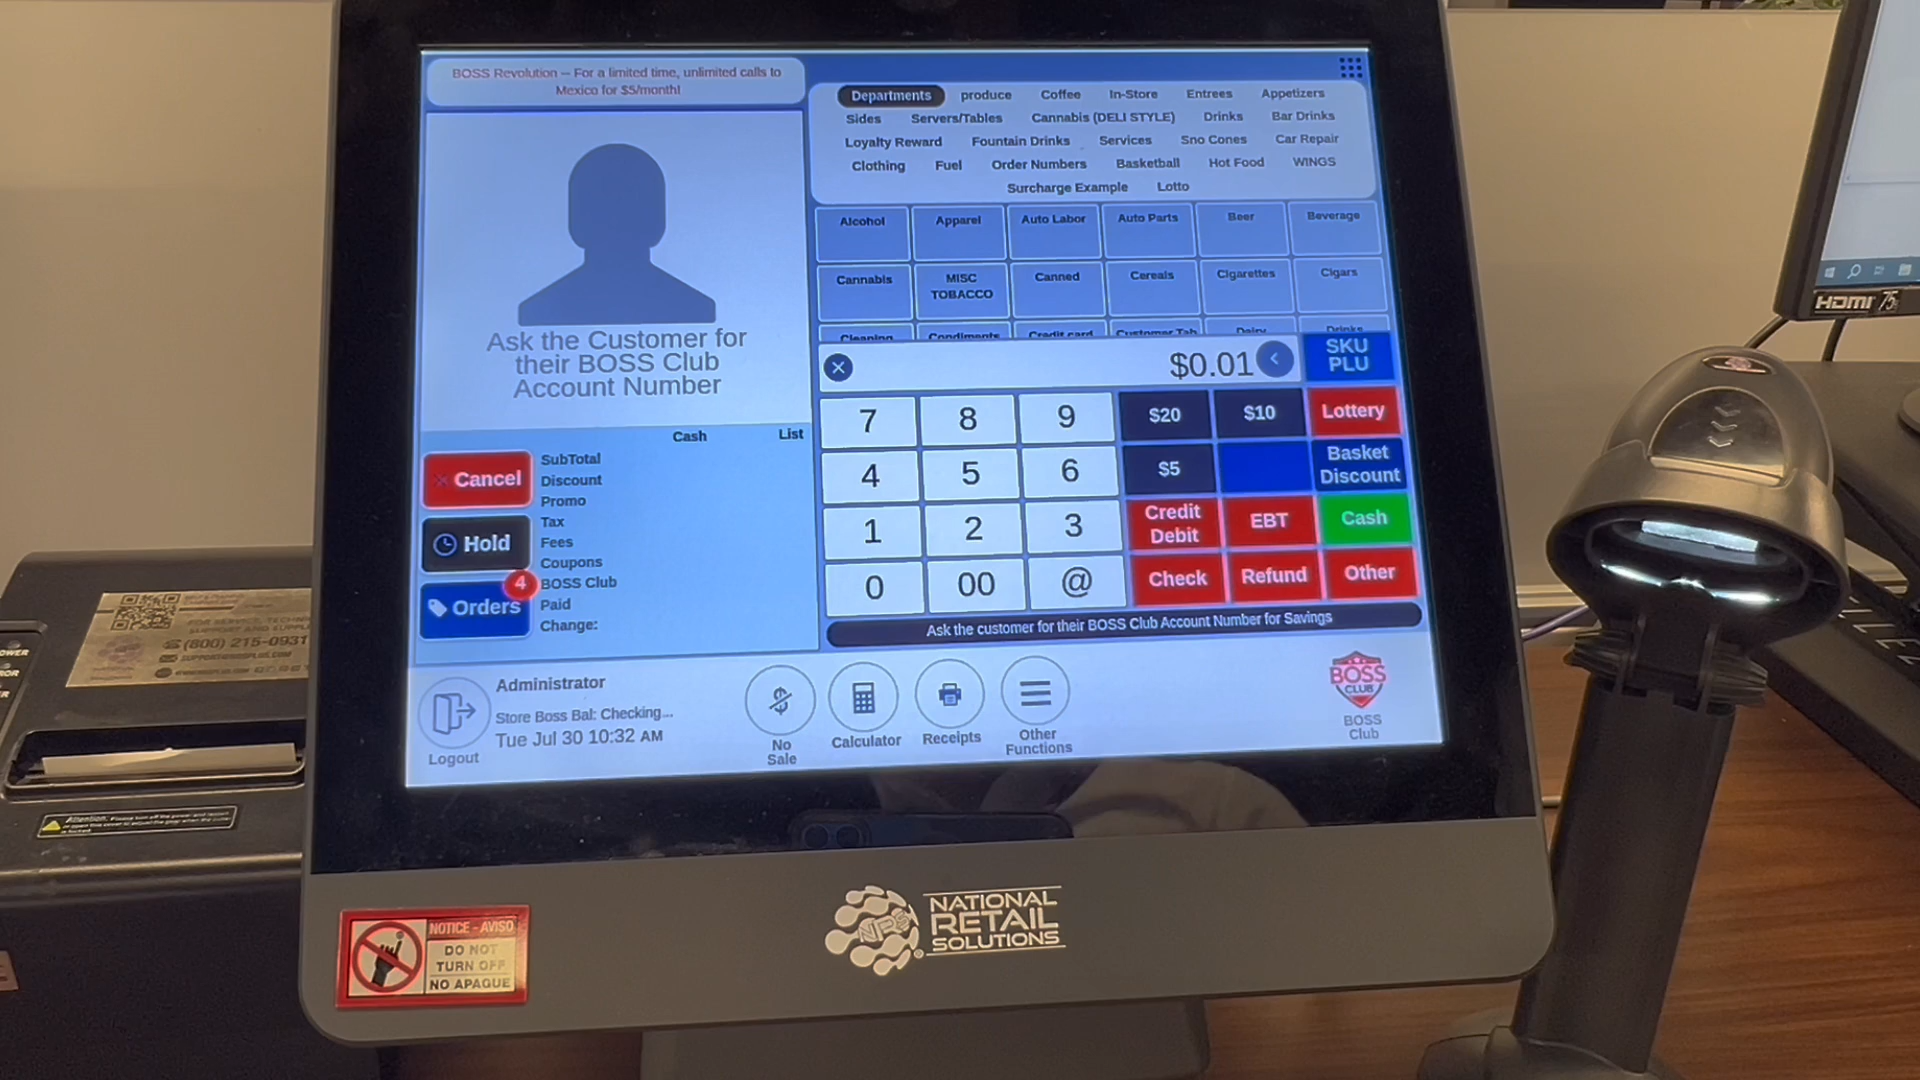 BOSS Revolution – For a limited time, unlimited calls to
Mexico for $5/month!
Ask the Customer for
their BOSS Club
Account Number
Cash List
Cancel
Hold
4
Orders
SubTotal
Discount
Promo
Tax
Fees
Coupons
BOSS Club
Paid
Change:
Departments produce Coffee In-Store Entrees Appetizers
Sides Servers/Tables Cannabis (DELI STYLE) Drinks Bar Drinks
Loyalty Reward Fountain Drinks Services Sno Cones Car Repair
Clothing Fuel Order Numbers Basketball Hot Food WINGS
Surcharge Example Lotto
Alcohol Apparel Auto Labor Auto Parts Beer Beverage
Cannabis MISC TOBACCO Canned Cereals Cigarettes Cigars
Cleaning Condiments Credit card Customer Tab Dairy Drinks
$0.01
SKU
PLU
7 8 9 $20 $10 Lottery
4 5 6 $5 Basket Discount
1 2 3 Credit Debit EBT Cash
0 00 @ Check Refund Other
Ask the customer for their BOSS Club Account Number for Savings
Logout
Administrator
Store Boss Bal: Checking...
Tue Jul 30 10:32 AM
No
Sale
Calculator
Receipts
Other
Functions
BOSS
CLUB
BOSS
Club
NOTICE - AVISO
DO NOT
TURN OFF
NO APAGUE
NRS
NATIONAL
RETAIL
SOLUTIONS
(800) 215-0931
HDMI 75